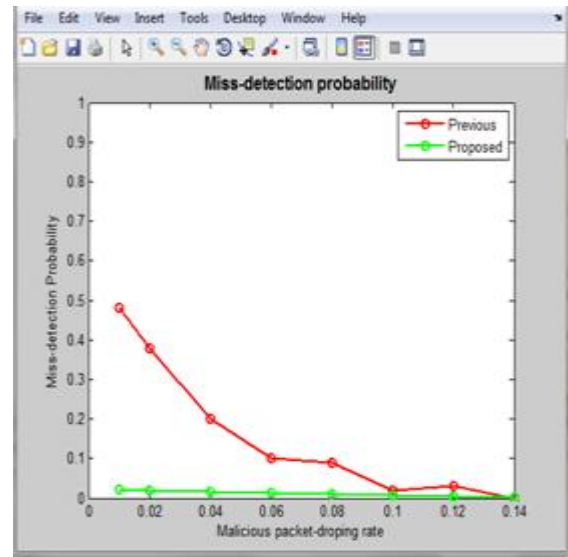 File Edit View Insert Tools Desktop Window Help
Miss-detection probability
Previous
Proposed
Miss-detection Probability
1
0.9
0.8
0.7
0.6
0.5
0.4
0.3
0.2
0.1
0
0 0.02 0.04 0.06 0.08 0.1 0.12 0.14
Malicious packet-droping rate